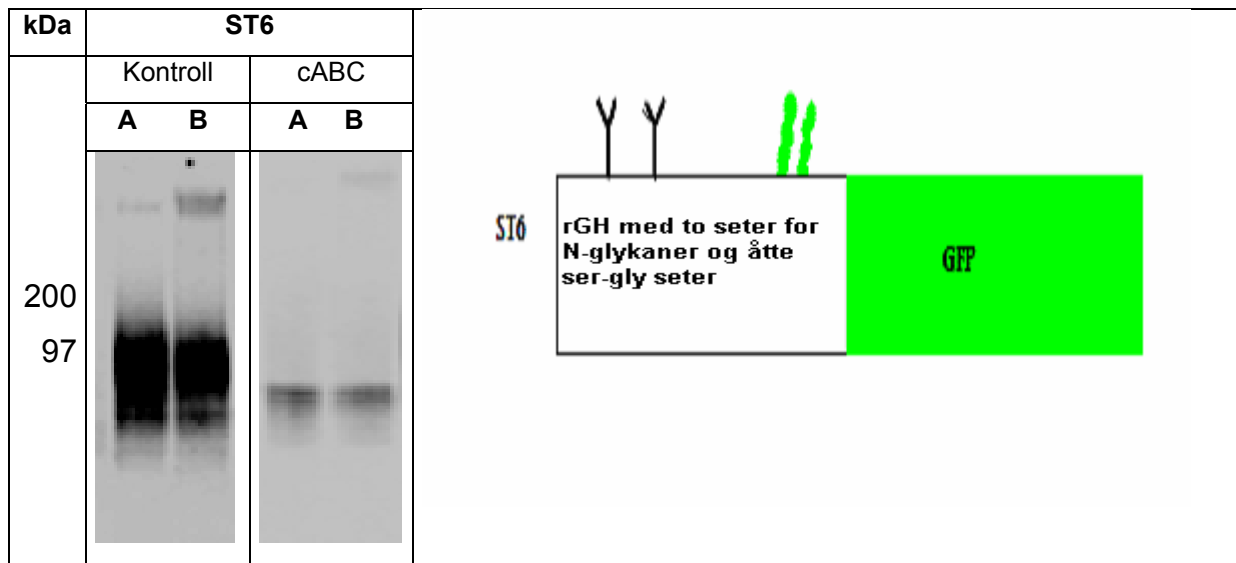 kDa ST6
Kontroll cABC
A B A B
200
97
ST6
rGH med to seter for
N-glykaner og åtte
ser-gly seter
GFP